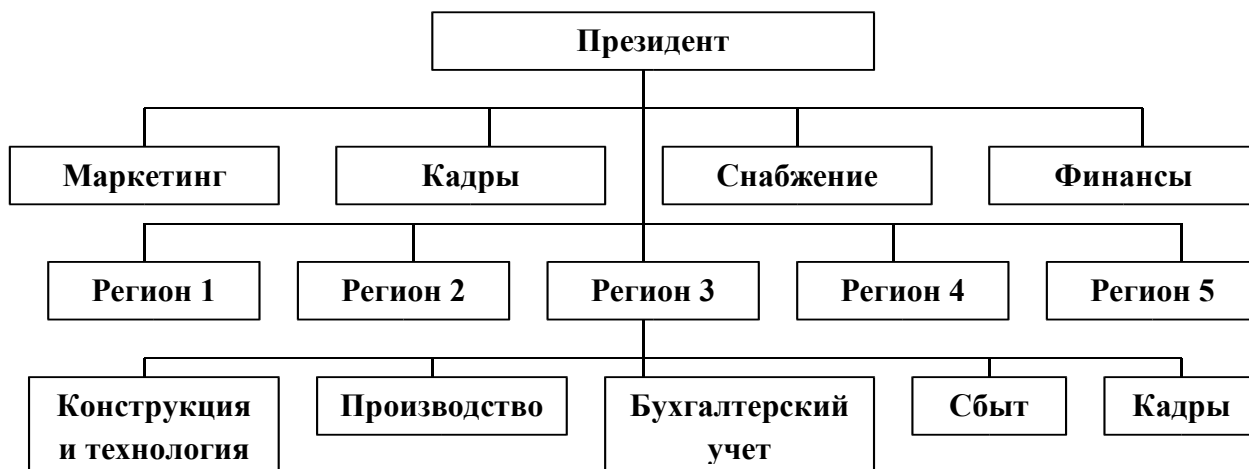 Президент
Маркетинг
Кадры
Снабжение
Финансы
Регион 1
Регион 2
Регион 3
Регион 4
Регион 5
Конструкция
и технология
Производство
Бухгалтерский
учет
Сбыт
Кадры